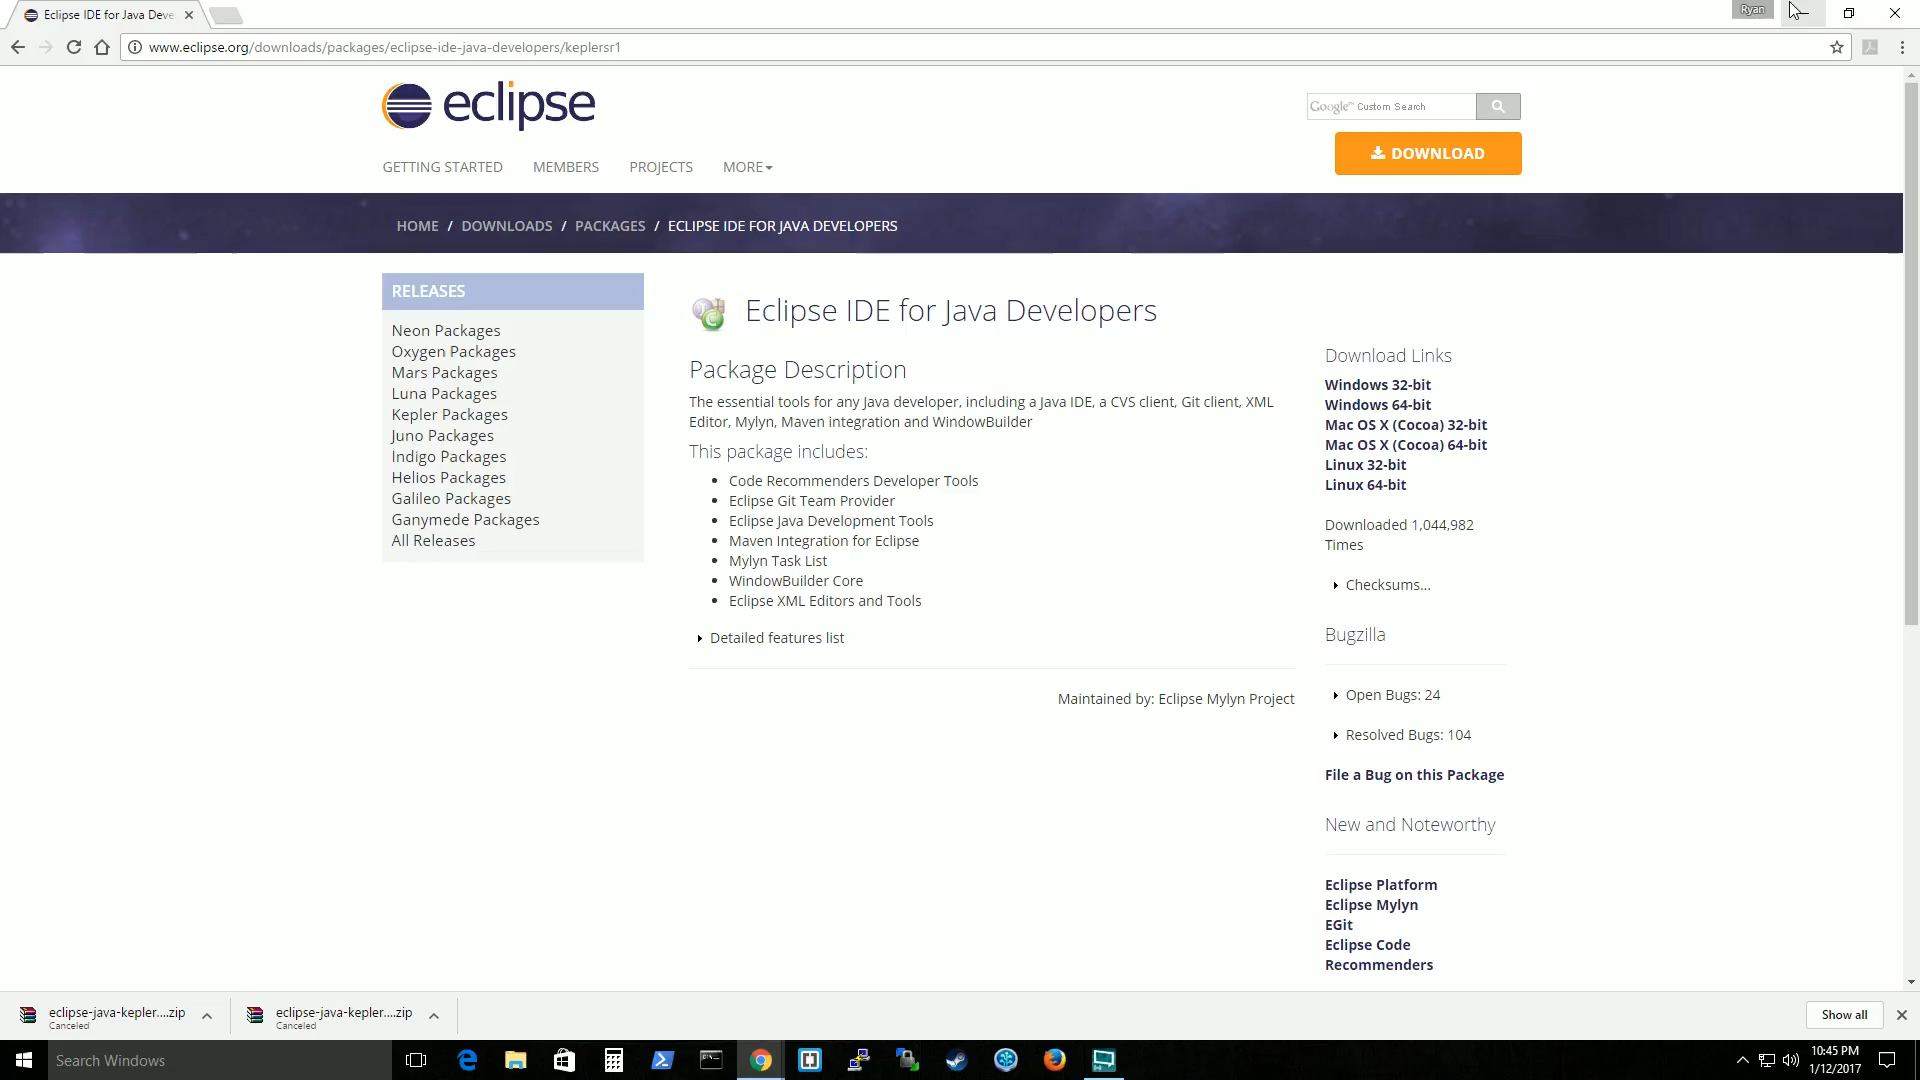 Eclipse IDE for Java Deve
Ryan
www.eclipse.org/downloads/packages/eclipse-ide-java-developers/keplersr1
eclipse
Google™ Custom Search
DOWNLOAD
GETTING STARTED MEMBERS PROJECTS MORE
HOME / DOWNLOADS / PACKAGES / ECLIPSE IDE FOR JAVA DEVELOPERS
RELEASES
Neon Packages
Oxygen Packages
Mars Packages
Luna Packages
Kepler Packages
Juno Packages
Indigo Packages
Helios Packages
Galileo Packages
Ganymede Packages
All Releases
Eclipse IDE for Java Developers
Package Description
The essential tools for any Java developer, including a Java IDE, a CVS client, Git client, XML
Editor, Mylyn, Maven integration and WindowBuilder
This package includes:
Code Recommenders Developer Tools
Eclipse Git Team Provider
Eclipse Java Development Tools
Maven Integration for Eclipse
Mylyn Task List
WindowBuilder Core
Eclipse XML Editors and Tools
Detailed features list
Maintained by: Eclipse Mylyn Project
Download Links
Windows 32-bit
Windows 64-bit
Mac OS X (Cocoa) 32-bit
Mac OS X (Cocoa) 64-bit
Linux 32-bit
Linux 64-bit
Downloaded 1,044,982
Times
Checksums...
Bugzilla
Open Bugs: 24
Resolved Bugs: 104
File a Bug on this Package
New and Noteworthy
Eclipse Platform
Eclipse Mylyn
EGit
Eclipse Code
Recommenders
eclipse-java-kepler....zip
Canceled
eclipse-java-kepler....zip
Canceled
Show all
Search Windows
10:45 PM
1/12/2017